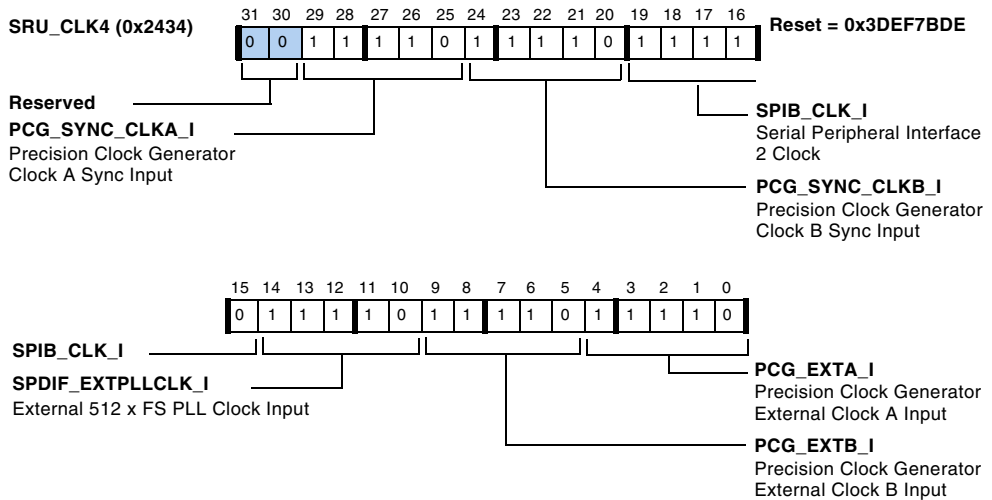 SRU_CLK4 (0x2434)
31 30 29 28 27 26 25 24 23 22 21 20 19 18 17 16
0 0 1 1 1 1 0 1 1 1 1 0 1 1 1 1
Reset = 0x3DEF7BDE
Reserved
PCG_SYNC_CLKA_I
Precision Clock Generator
Clock A Sync Input
SPIB_CLK_I
Serial Peripheral Interface
2 Clock
PCG_SYNC_CLKB_I
Precision Clock Generator
Clock B Sync Input
15 14 13 12 11 10 9 8 7 6 5 4 3 2 1 0
0 1 1 1 1 0 1 1 1 1 0 1 1 1 1 0
SPIB_CLK_I
SPDIF_EXTPLLCLK_I
External 512 x FS PLL Clock Input
PCG_EXTA_I
Precision Clock Generator
External Clock A Input
PCG_EXTB_I
Precision Clock Generator
External Clock B Input